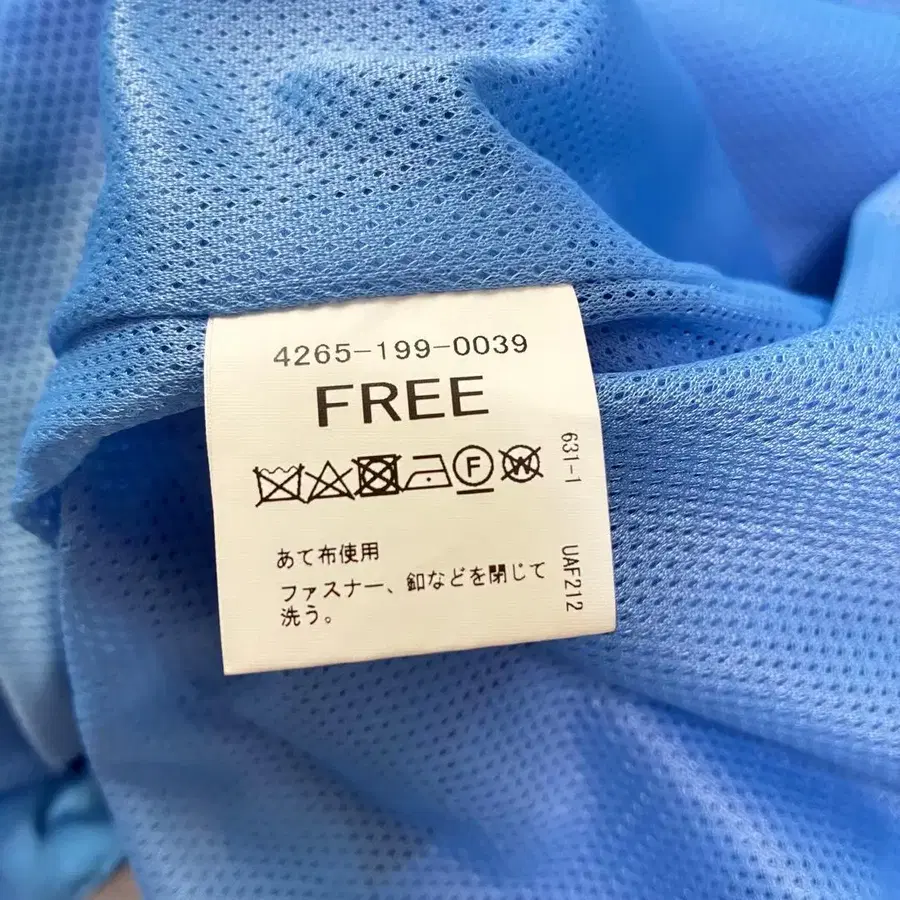 4265-199-0039
FREE
F
W
あて布使用
ファスナー、釦などを閉じて
洗う。
631-1
UAF212